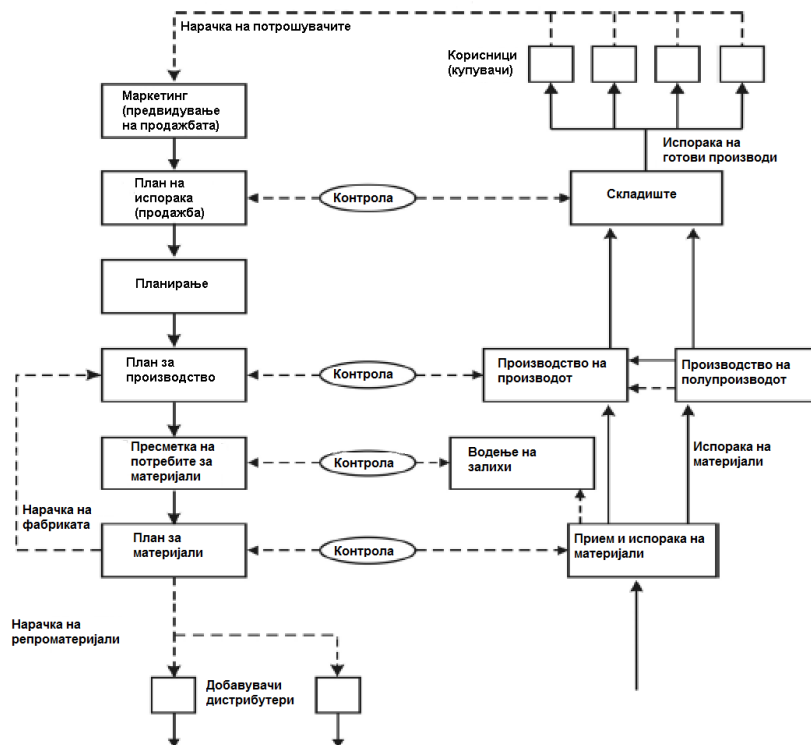 Нарачка на потрошувачите
Корисници
(купувачи)
Маркетинг
(предвидување
на продажбата)
Испорака на
готови производи
План на
испорака
(продажба)
Контрола
Складиште
Планирање
План за
производство
Контрола
Производство на
производот
Производство на
полупроизводот
Пресметка на
потребите за
материјали
Контрола
Водење на
залихи
Испорака на
материјали
Нарачка на
фабриката
План за
материјали
Контрола
Прием и испорака на
материјали
Нарачка на
репроматеријали
Добавувачи
дистрибутери